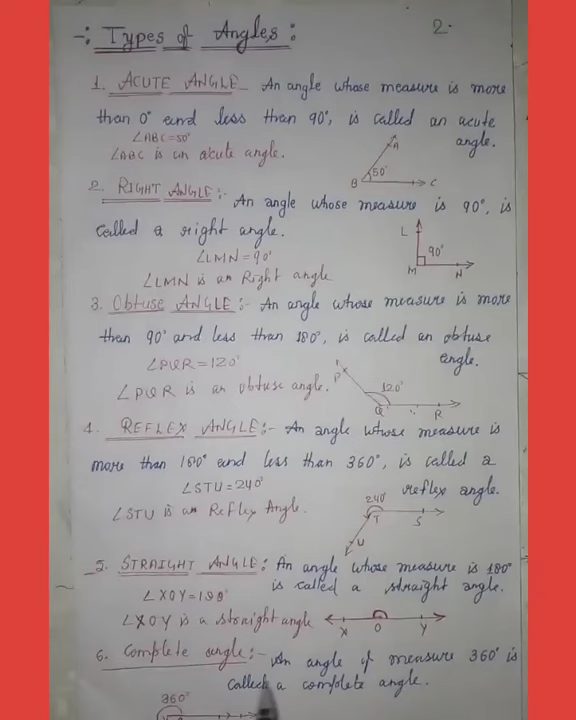 -: Types of Angles :
2.
1. ACUTE ANGLE - An angle whose measure is more
than 0° and less than 90°, is called an acute
angle.
∠ABC=50°
∠ABC is an acute angle.
A
50°
B
C
2. RIGHT ANGLE :- An angle whose measure is 90°, is
called a right angle.
∠LMN=90°
∠LMN is an Right angle
L
90°
M
N
3. Obtuse ANGLE :- An angle whose measure is more
than 90° and less than 180°, is called an obtuse
angle.
∠PQR=120°
∠PQR is an obtuse angle.
P
120°
Q
R
4. REFLEX ANGLE :- An angle whose measure is
more than 180° and less than 360°, is called a
reflex angle.
∠STU=240°
∠STU is an Reflex Angle.
240°
T
S
U
5. STRAIGHT ANGLE : An angle whose measure is 180°
is called a straight angle.
∠XOY=180°
∠XOY is a straight angle
X
O
Y
6. Complete angle :- An angle of measure 360° is
called a complete angle.
360°